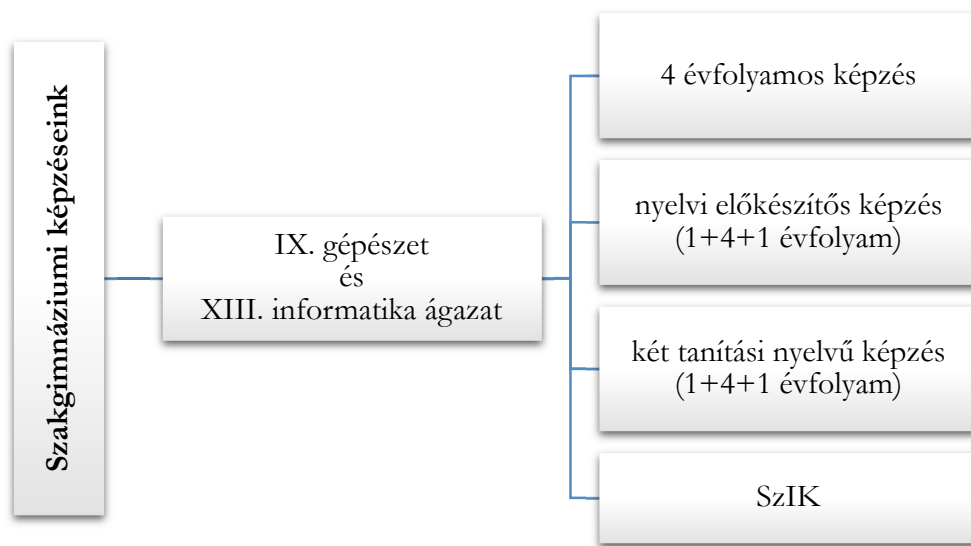 Szakgimnáziumi képzéseink
IX. gépészet
és
XIII. informatika ágazat
4 évfolyamos képzés
nyelvi előkészítős képzés
(1+4+1 évfolyam)
két tanítási nyelvű képzés
(1+4+1 évfolyam)
SzIK